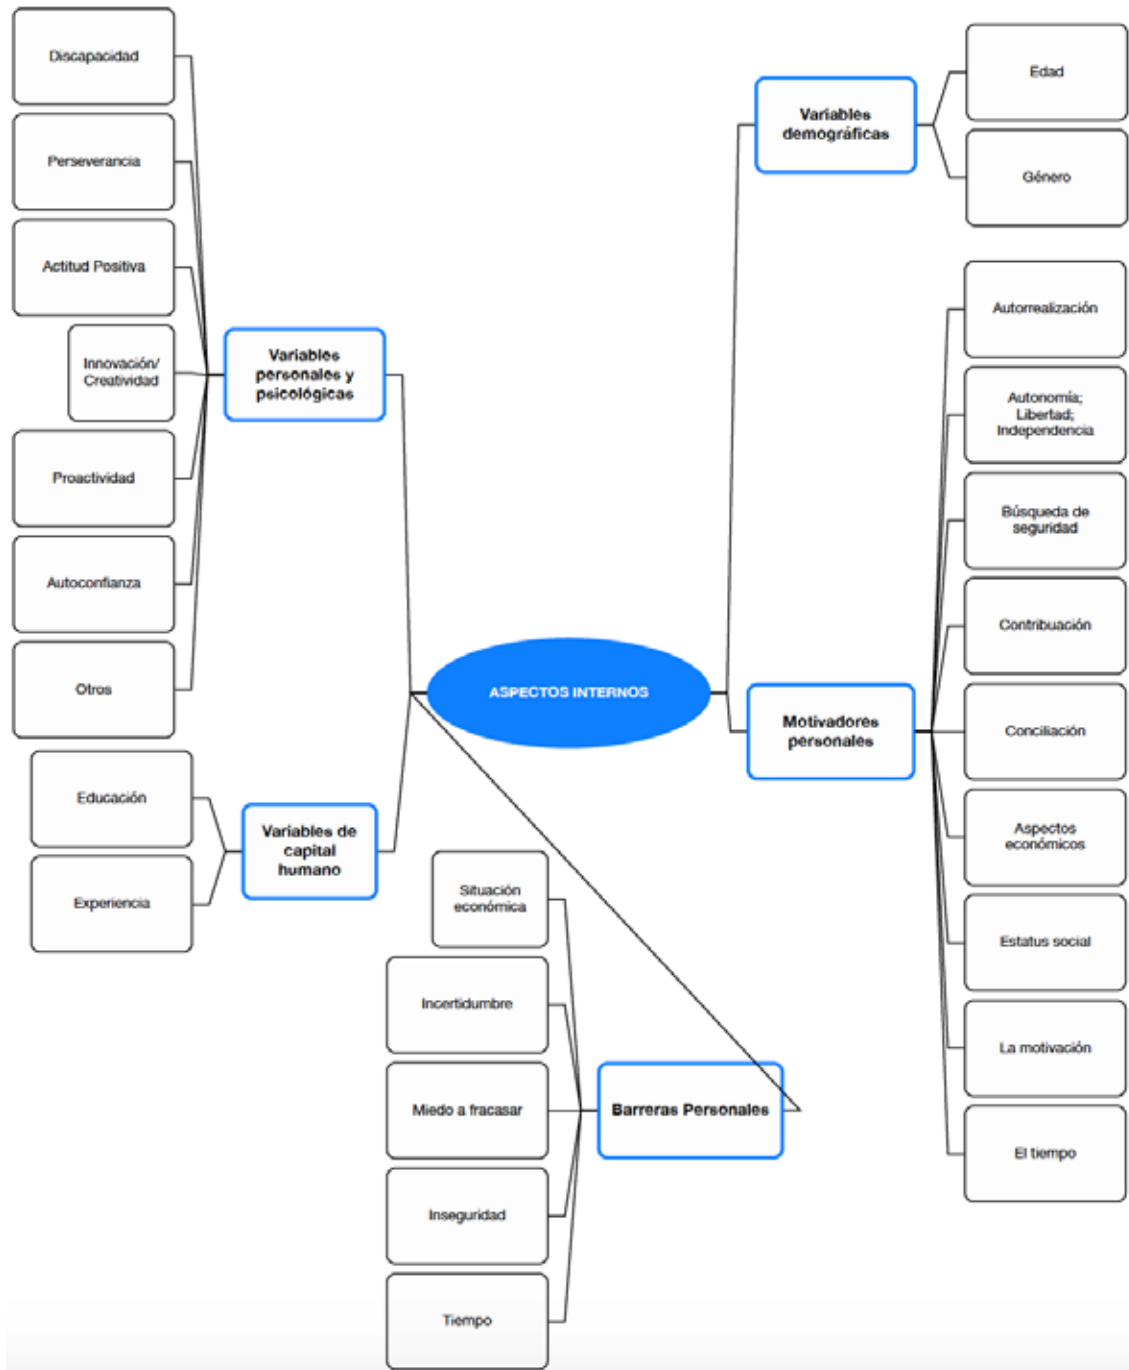 Discapacidad
Perseverancia
Actitud Positiva
Innovación/
Creatividad
Proactividad
Autoconfianza
Otros
Variables
personales y
psicológicas
Educación
Experiencia
Variables de
capital
humano
ASPECTOS INTERNOS
Variables
demográficas
Edad
Género
Motivadores
personales
Autorrealización
Autonomía;
Libertad;
Independencia
Búsqueda de
seguridad
Contribuación
Conciliación
Aspectos
económicos
Estatus social
La motivación
El tiempo
Situación
económica
Incertidumbre
Miedo a fracasar
Inseguridad
Tiempo
Barreras Personales